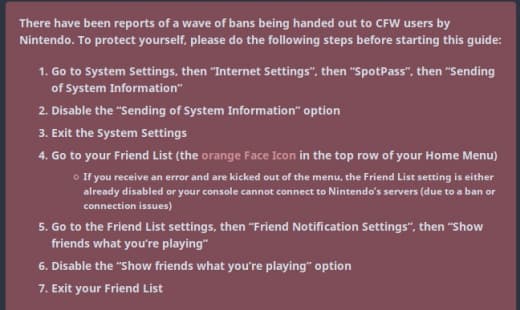 There have been reports of a wave of bans being handed out to CFW users by
Nintendo. To protect yourself, please do the following steps before starting this guide:
1. Go to System Settings, then “Internet Settings”, then “SpotPass”, then “Sending
of System Information”
2. Disable the “Sending of System Information” option
3. Exit the System Settings
4. Go to your Friend List (the orange Face Icon in the top row of your Home Menu)
○ If you receive an error and are kicked out of the menu, the Friend List setting is either
already disabled or your console cannot connect to Nintendo’s servers (due to a ban or
connection issues)
5. Go to the Friend List settings, then “Friend Notification Settings”, then “Show
friends what you’re playing”
6. Disable the “Show friends what you’re playing” option
7. Exit your Friend List